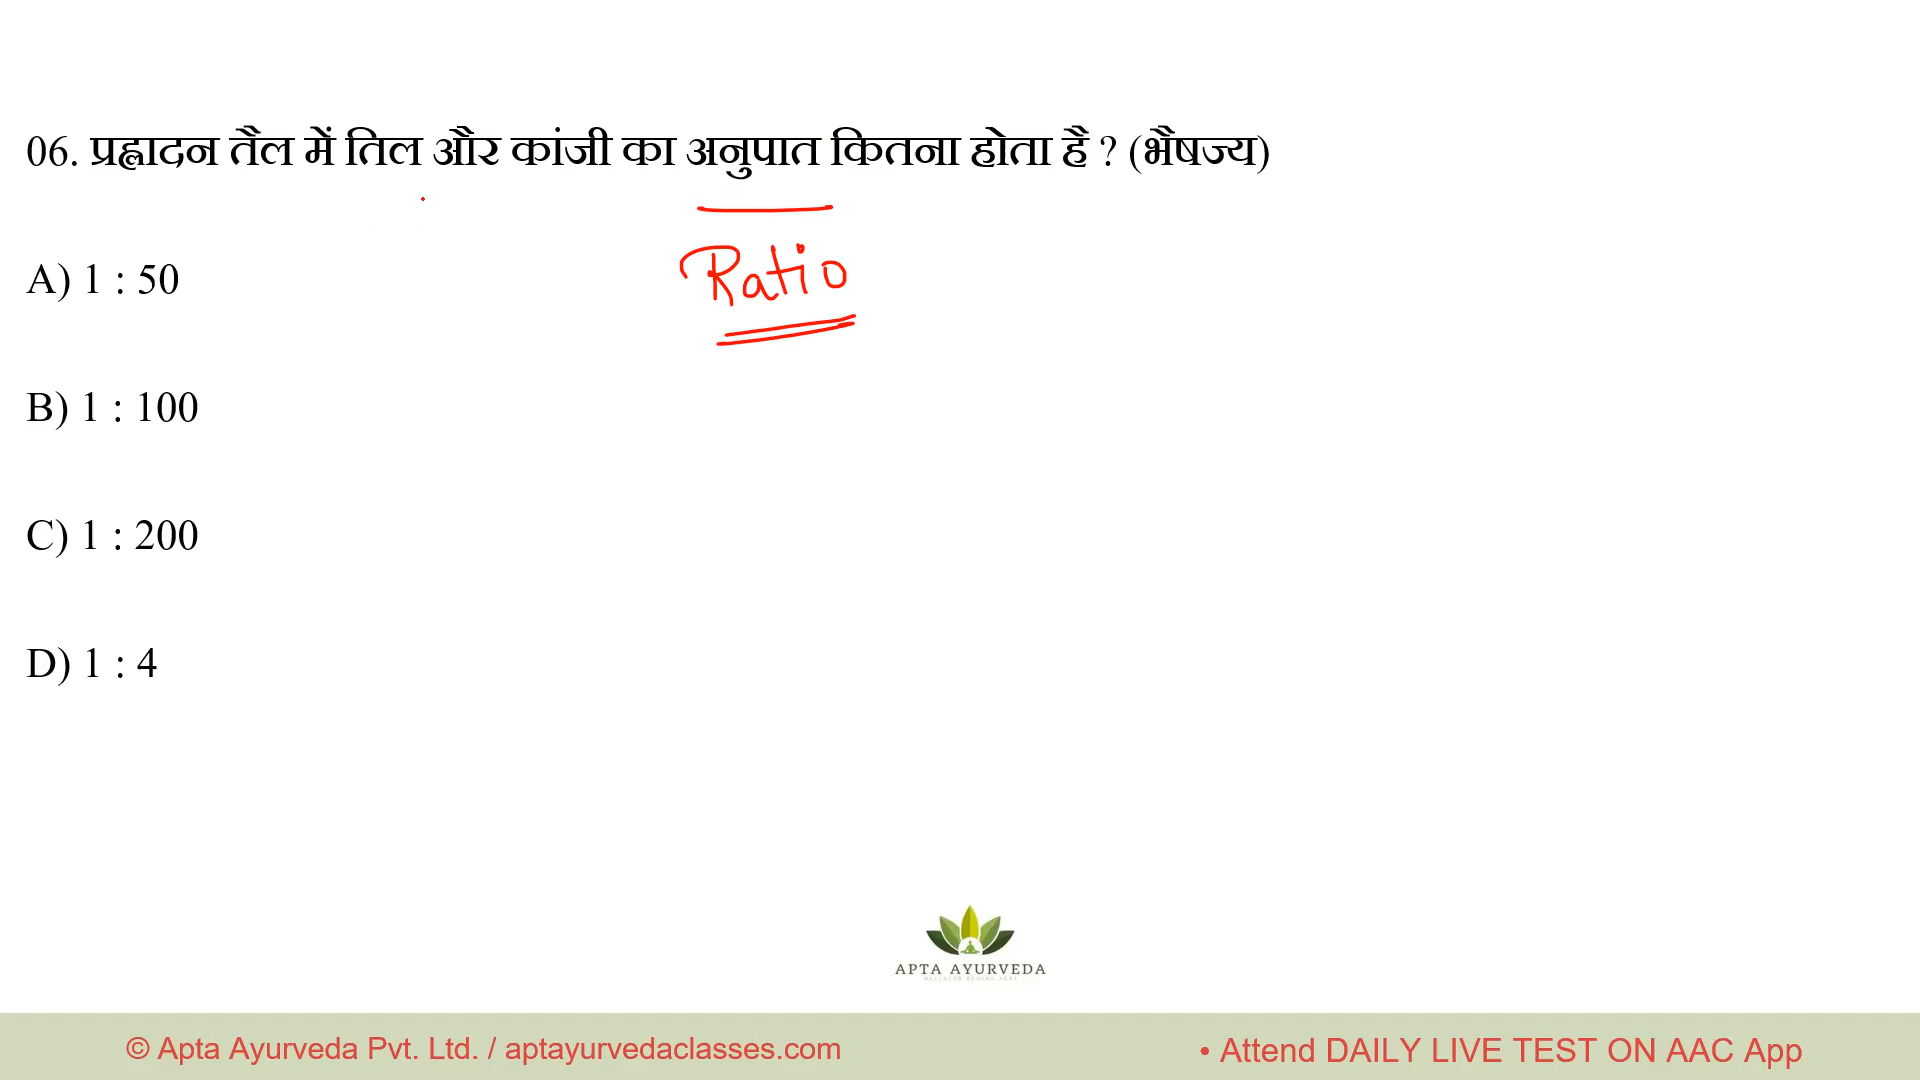 06. प्रह्लादन तैल में तिल और कांजी का अनुपात कितना होता है ? (भैषज्य)
Ratio
A) 1 : 50
B) 1 : 100
C) 1 : 200
D) 1 : 4
APTA AYURVEDA
© Apta Ayurveda Pvt. Ltd. / aptayurvedaclasses.com
• Attend DAILY LIVE TEST ON AAC App